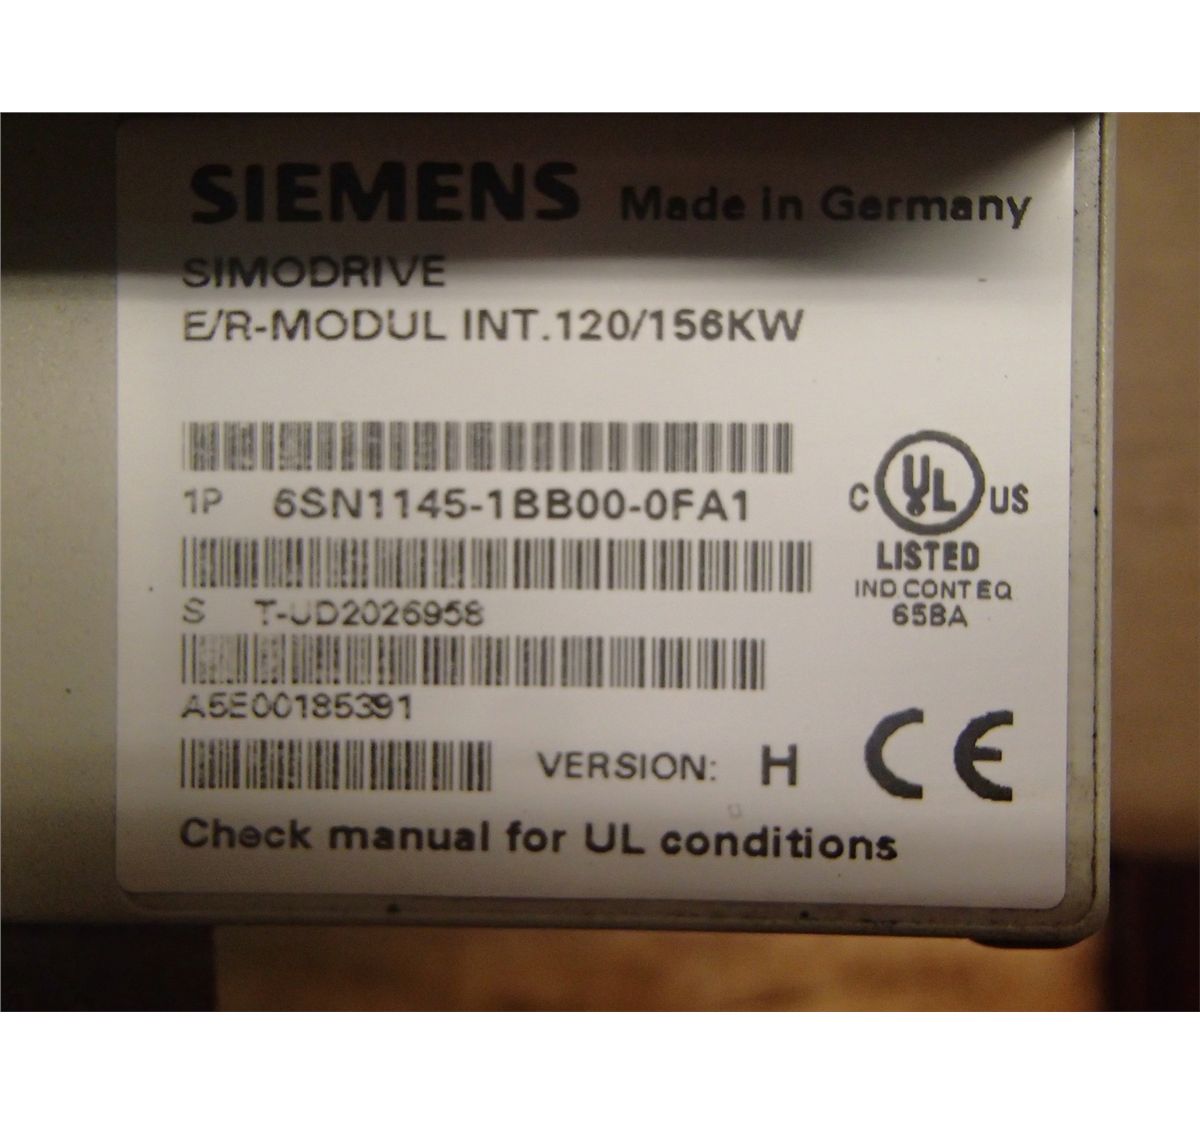 SIEMENS Made in Germany
SIMODRIVE
E/R-MODUL INT.120/156KW
1P 6SN1145-1BB00-0FA1
C UL US
LISTED
IND CONT EQ
65BA
S T-UD2026958
A5E00185391
VERSION: H CE
Check manual for UL conditions